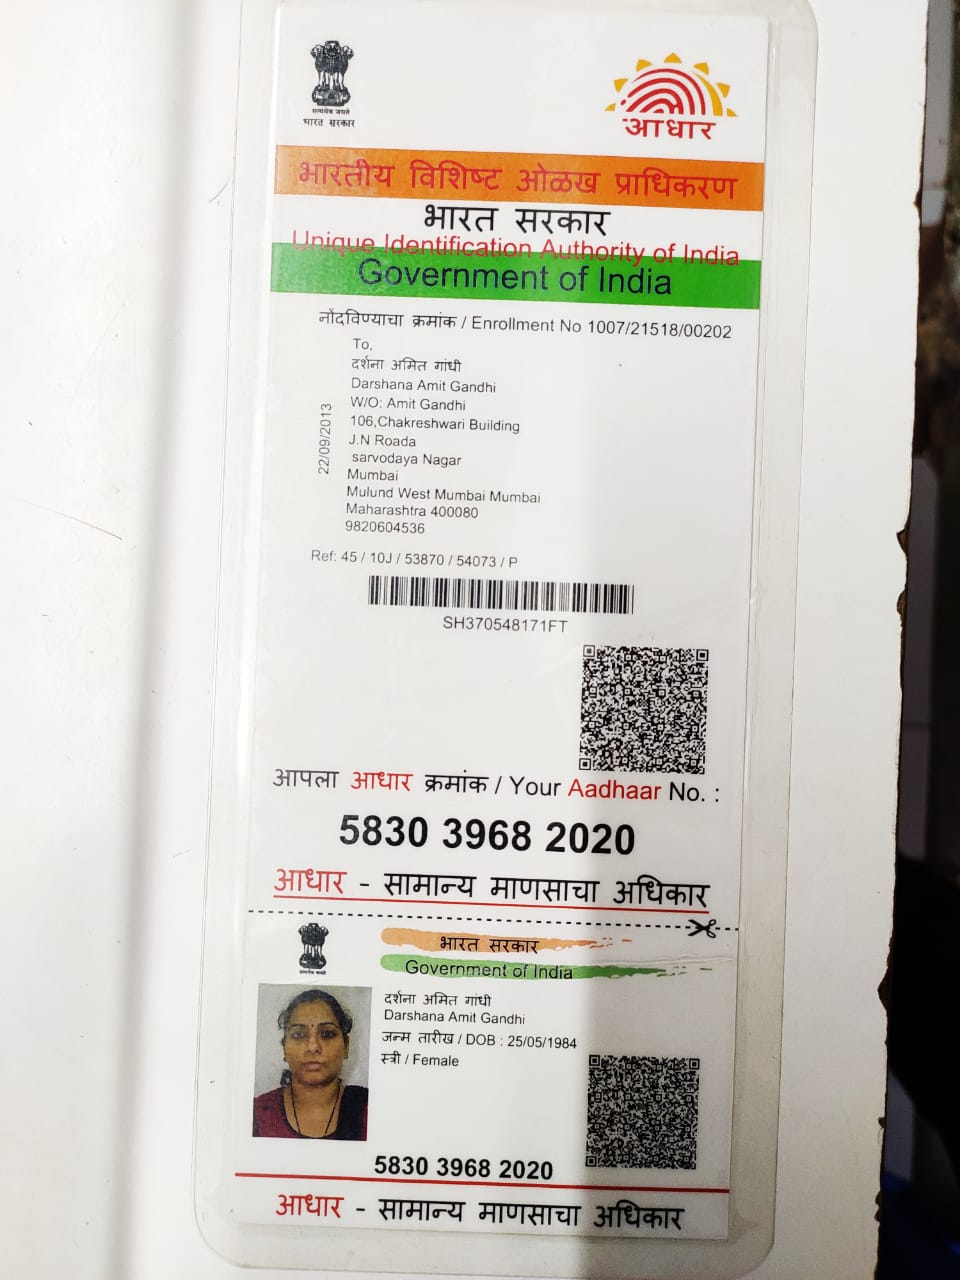 सत्यमेव जयते
भारत सरकार
आधार
भारतीय विशिष्ट ओळख प्राधिकरण
भारत सरकार
Unique Identification Authority of India
Government of India
नोंदविण्याचा क्रमांक / Enrollment No 1007/21518/00202
To,
दर्शना अमित गांधी
Darshana Amit Gandhi
W/O: Amit Gandhi
106,Chakreshwari Building
J.N Roada
sarvodaya Nagar
Mumbai
Mulund West Mumbai Mumbai
Maharashtra 400080
9820604536
22/09/2013
Ref: 45 / 10J / 53870 / 54073 / P
SH370548171FT
आपला आधार क्रमांक / Your Aadhaar No. :
5830 3968 2020
आधार - सामान्य माणसाचा अधिकार
सत्यमेव जयते
भारत सरकार
Government of India
दर्शना अमित गांधी
Darshana Amit Gandhi
जन्म तारीख / DOB : 25/05/1984
स्त्री / Female
5830 3968 2020
आधार - सामान्य माणसाचा अधिकार